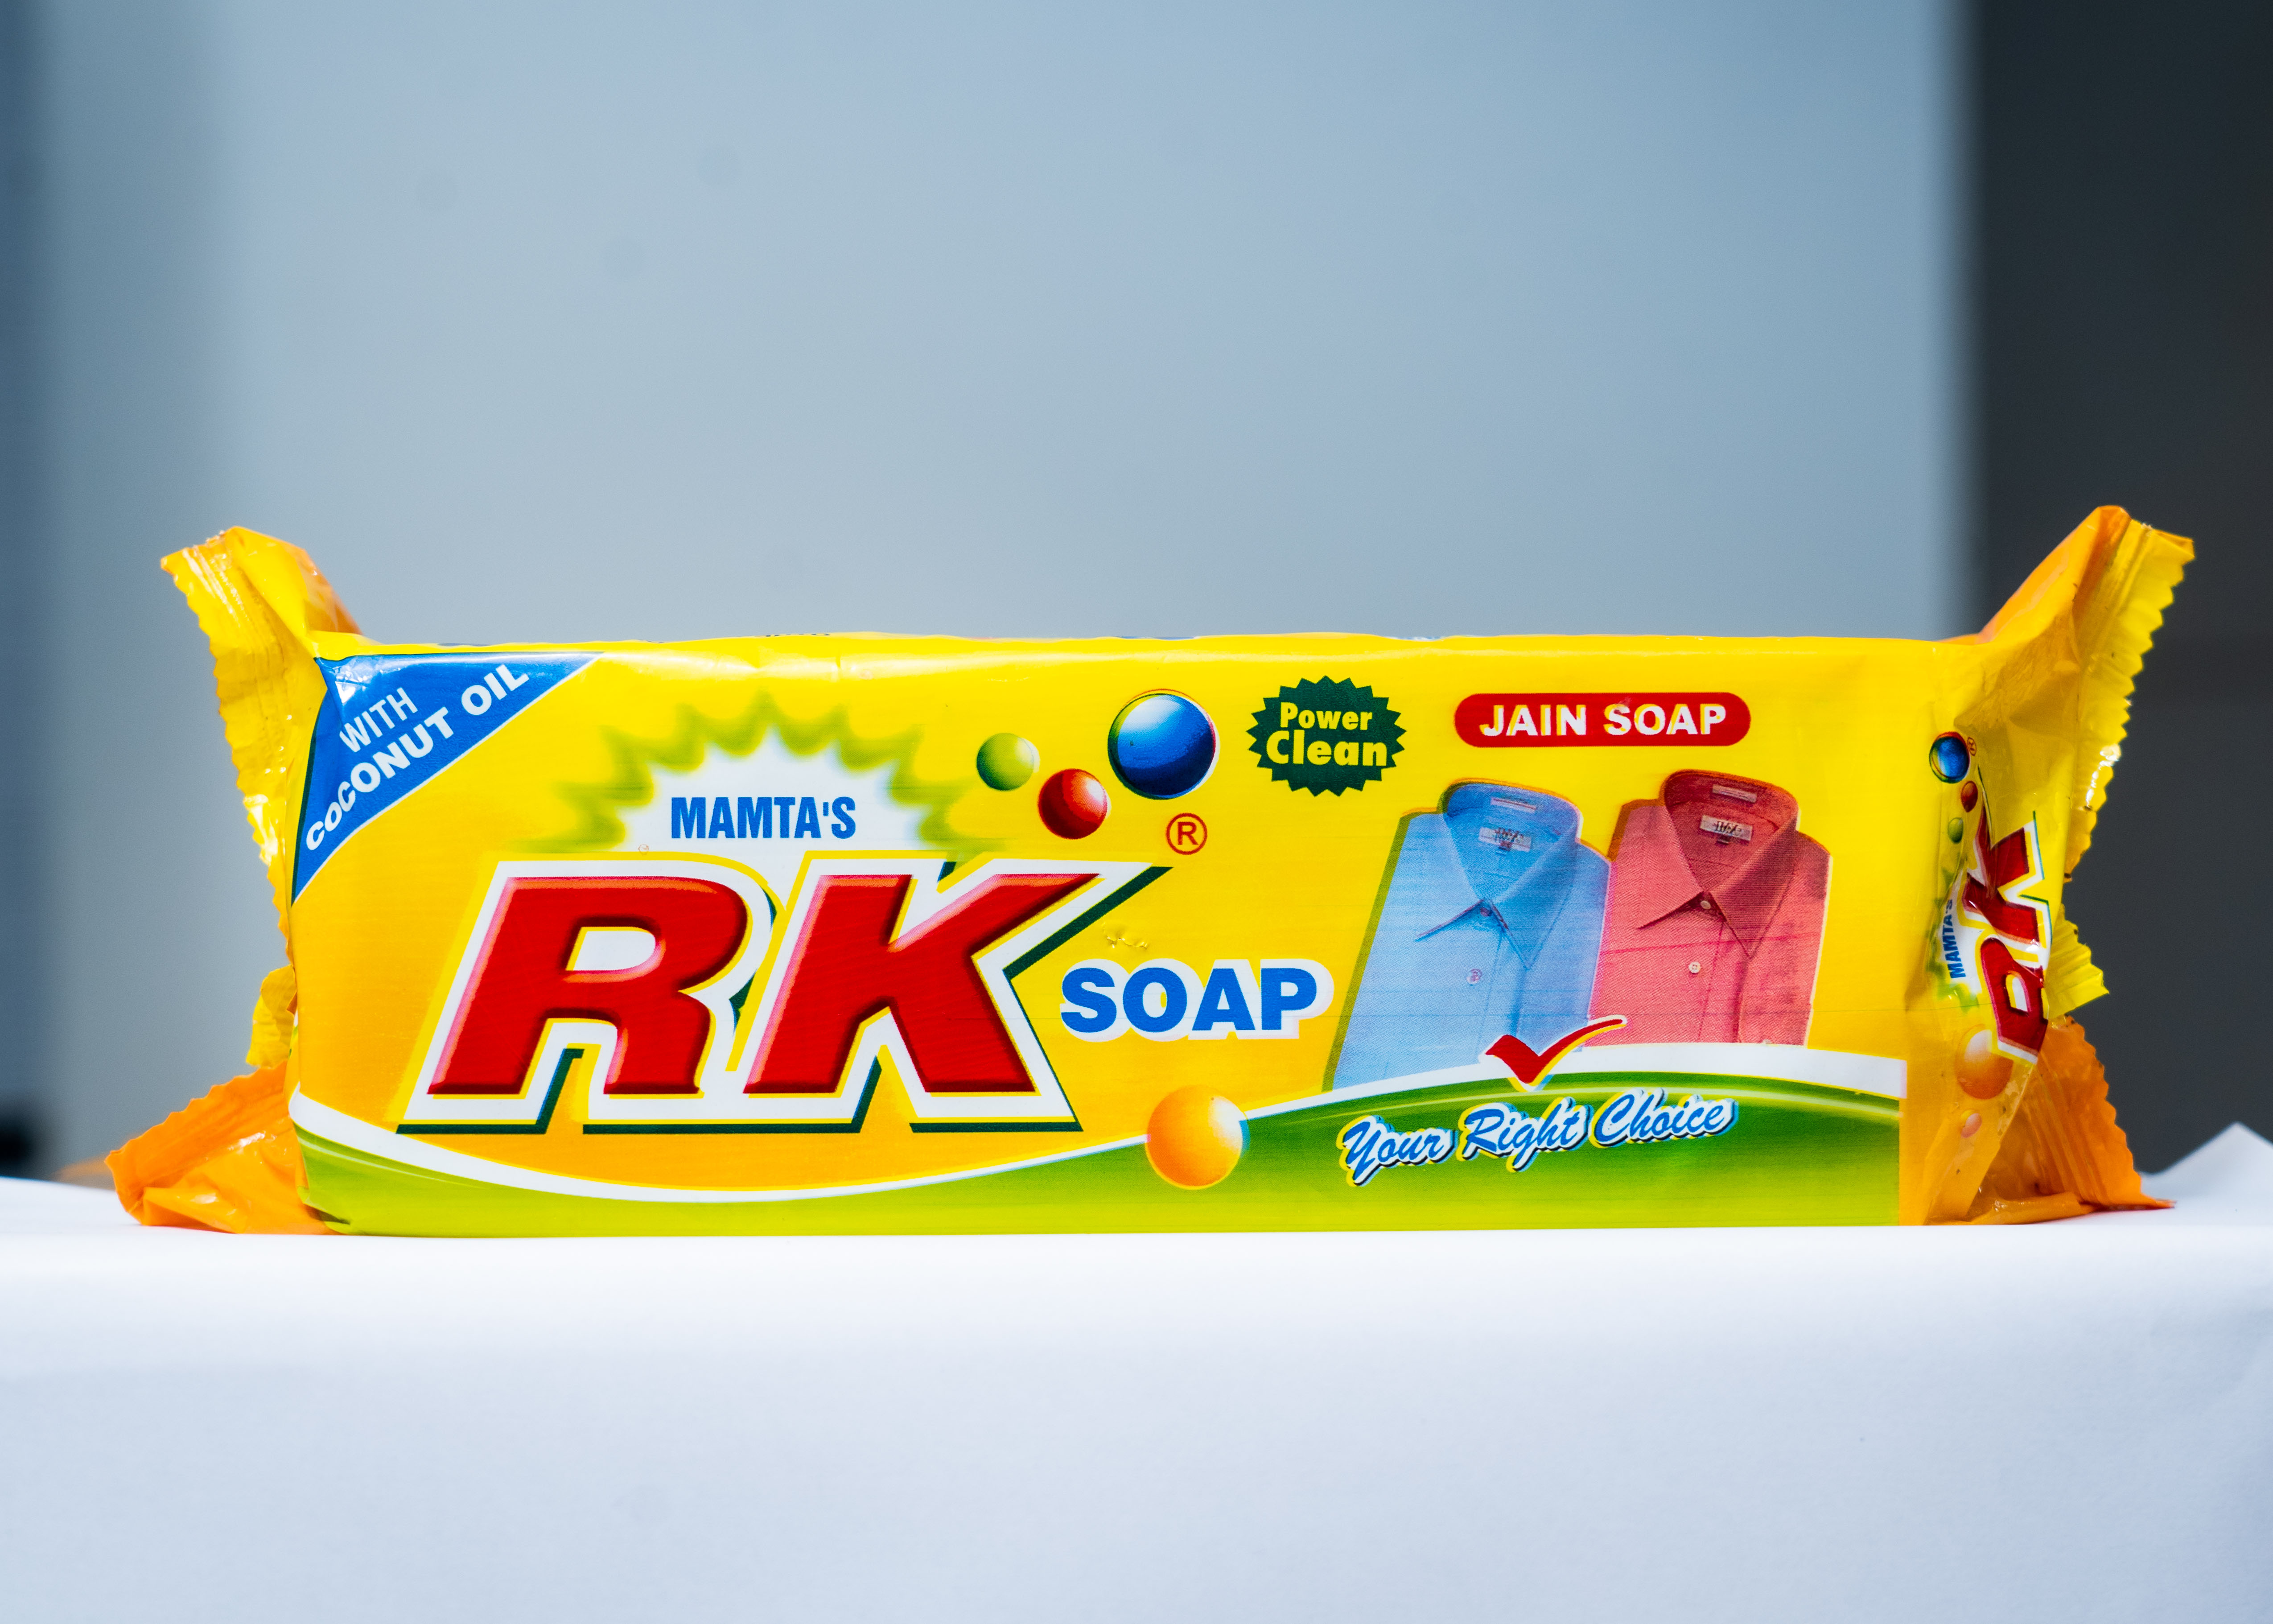 WITH
COCONUT OIL
MAMTA'S
RK
®
SOAP
Power
Clean
JAIN SOAP
Your Right Choice
MAMTA'S
RK